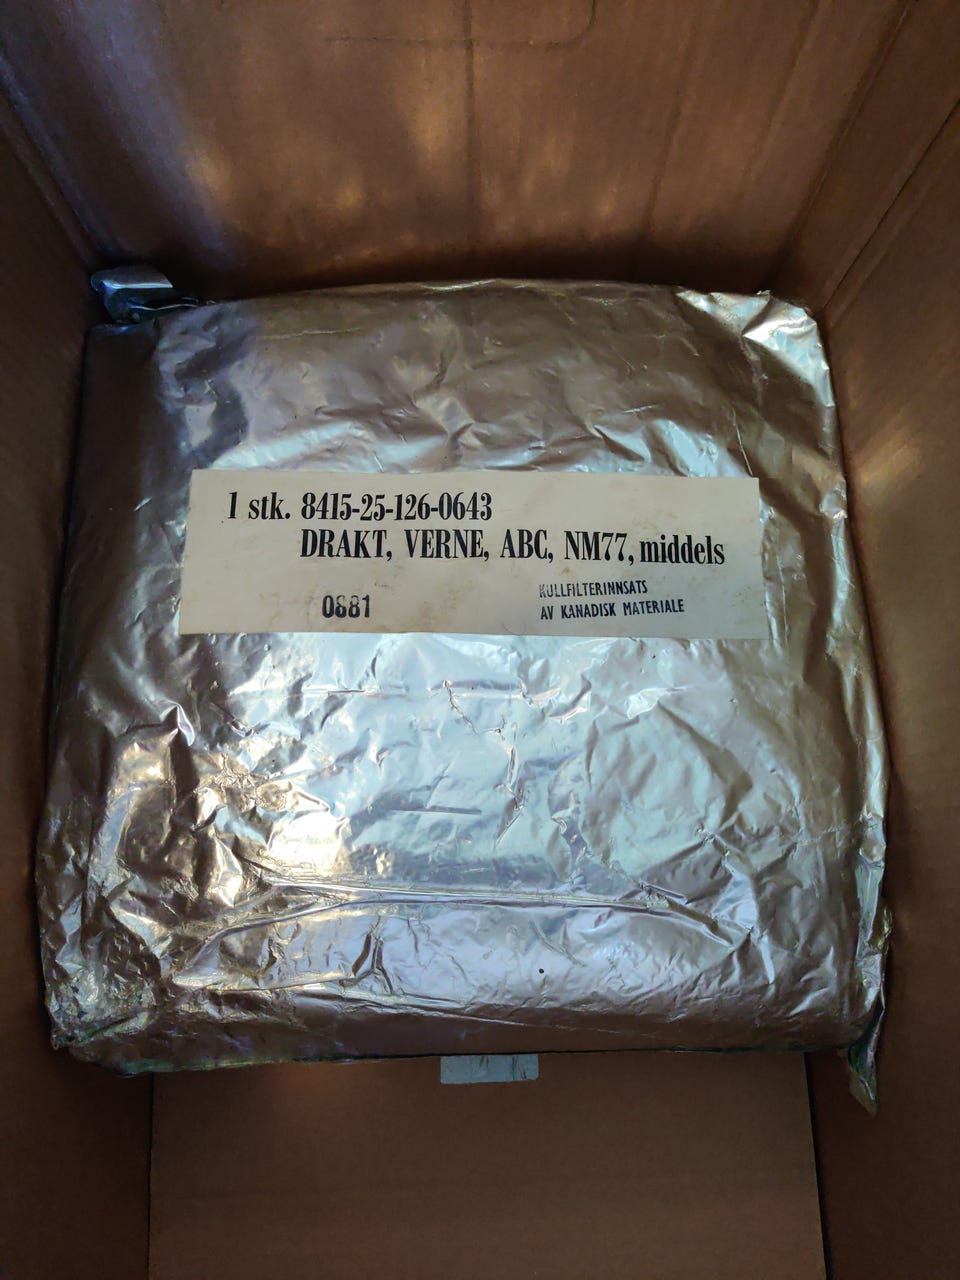 1 stk. 8415-25-126-0643
DRAKT, VERNE, ABC, NM77, middels
0881
KULLFILTERINNSATS
AV KANADISK MATERIALE